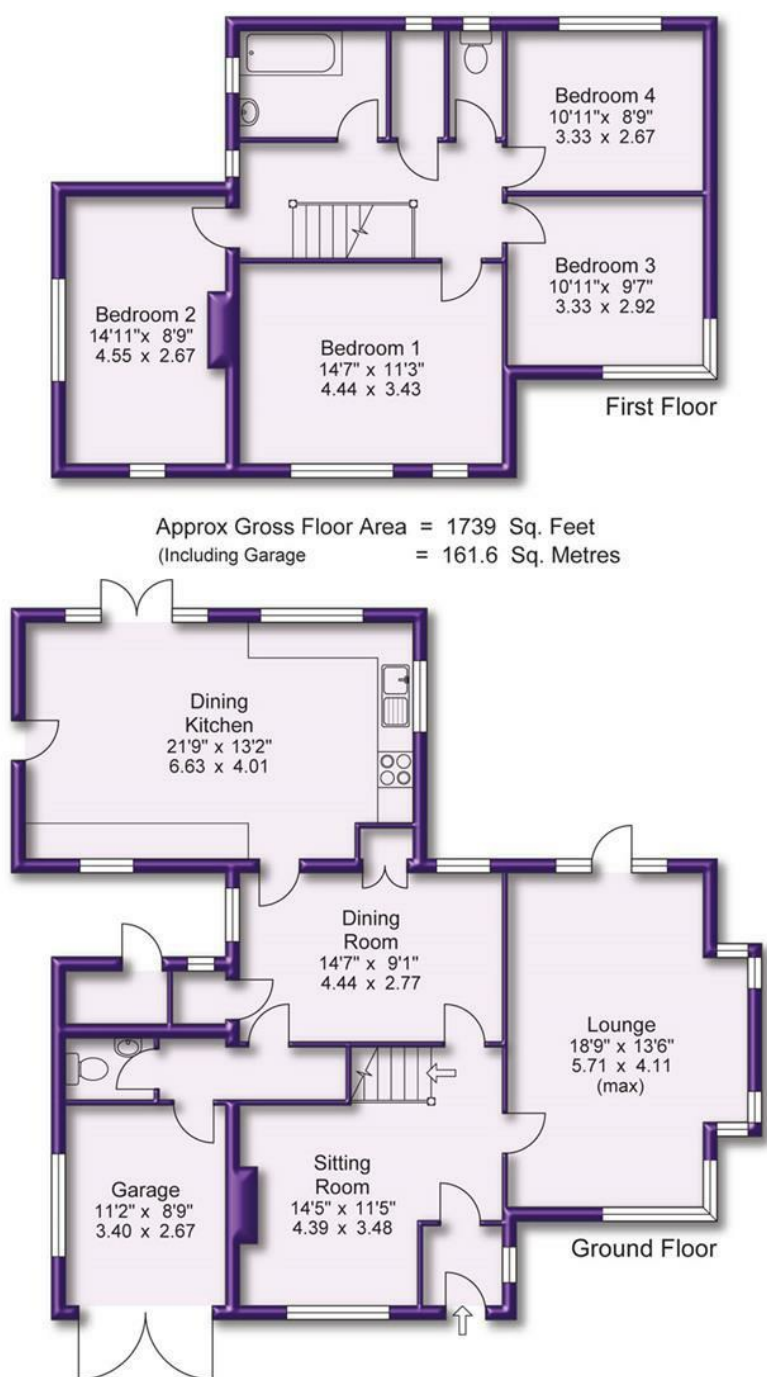 Bedroom 4
10'11"x 8'9"
3.33 x 2.67
Bedroom 3
10'11"x 9'7"
3.33 x 2.92
Bedroom 2
14'11"x 8'9"
4.55 x 2.67
Bedroom 1
14'7" x 11'3"
4.44 x 3.43
First Floor
Approx Gross Floor Area = 1739 Sq. Feet
(Including Garage = 161.6 Sq. Metres
Dining
Kitchen
21'9" x 13'2"
6.63 x 4.01
Dining
Room
14'7" x 9'1"
4.44 x 2.77
Lounge
18'9" x 13'6"
5.71 x 4.11
(max)
Sitting
Room
14'5" x 11'5"
4.39 x 3.48
Garage
11'2" x 8'9"
3.40 x 2.67
Ground Floor